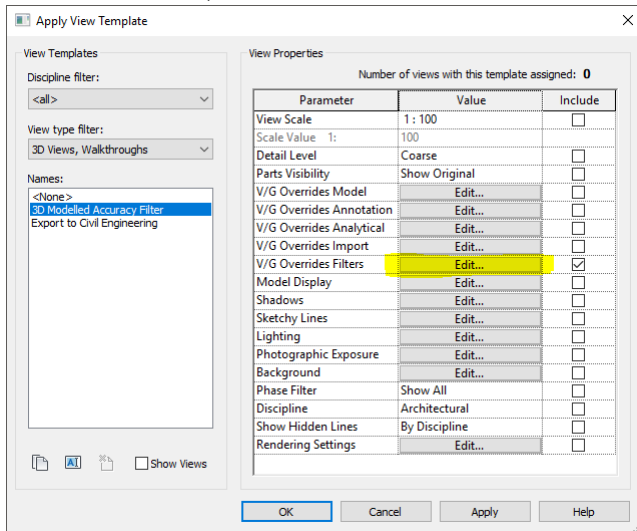 Apply View Template
View Templates
Discipline filter:
<all>
View type filter:
3D Views, Walkthroughs
Names:
<None>
3D Modelled Accuracy Filter
Export to Civil Engineering
Show Views
View Properties
Number of views with this template assigned: 0
Parameter Value Include
View Scale 1 : 100
Scale Value 1: 100
Detail Level Coarse
Parts Visibility Show Original
V/G Overrides Model Edit...
V/G Overrides Annotation Edit...
V/G Overrides Analytical Edit...
V/G Overrides Import Edit...
V/G Overrides Filters Edit...
Model Display Edit...
Shadows Edit...
Sketchy Lines Edit...
Lighting Edit...
Photographic Exposure Edit...
Background Edit...
Phase Filter Show All
Discipline Architectural
Show Hidden Lines By Discipline
Rendering Settings Edit...
OK Cancel Apply Help